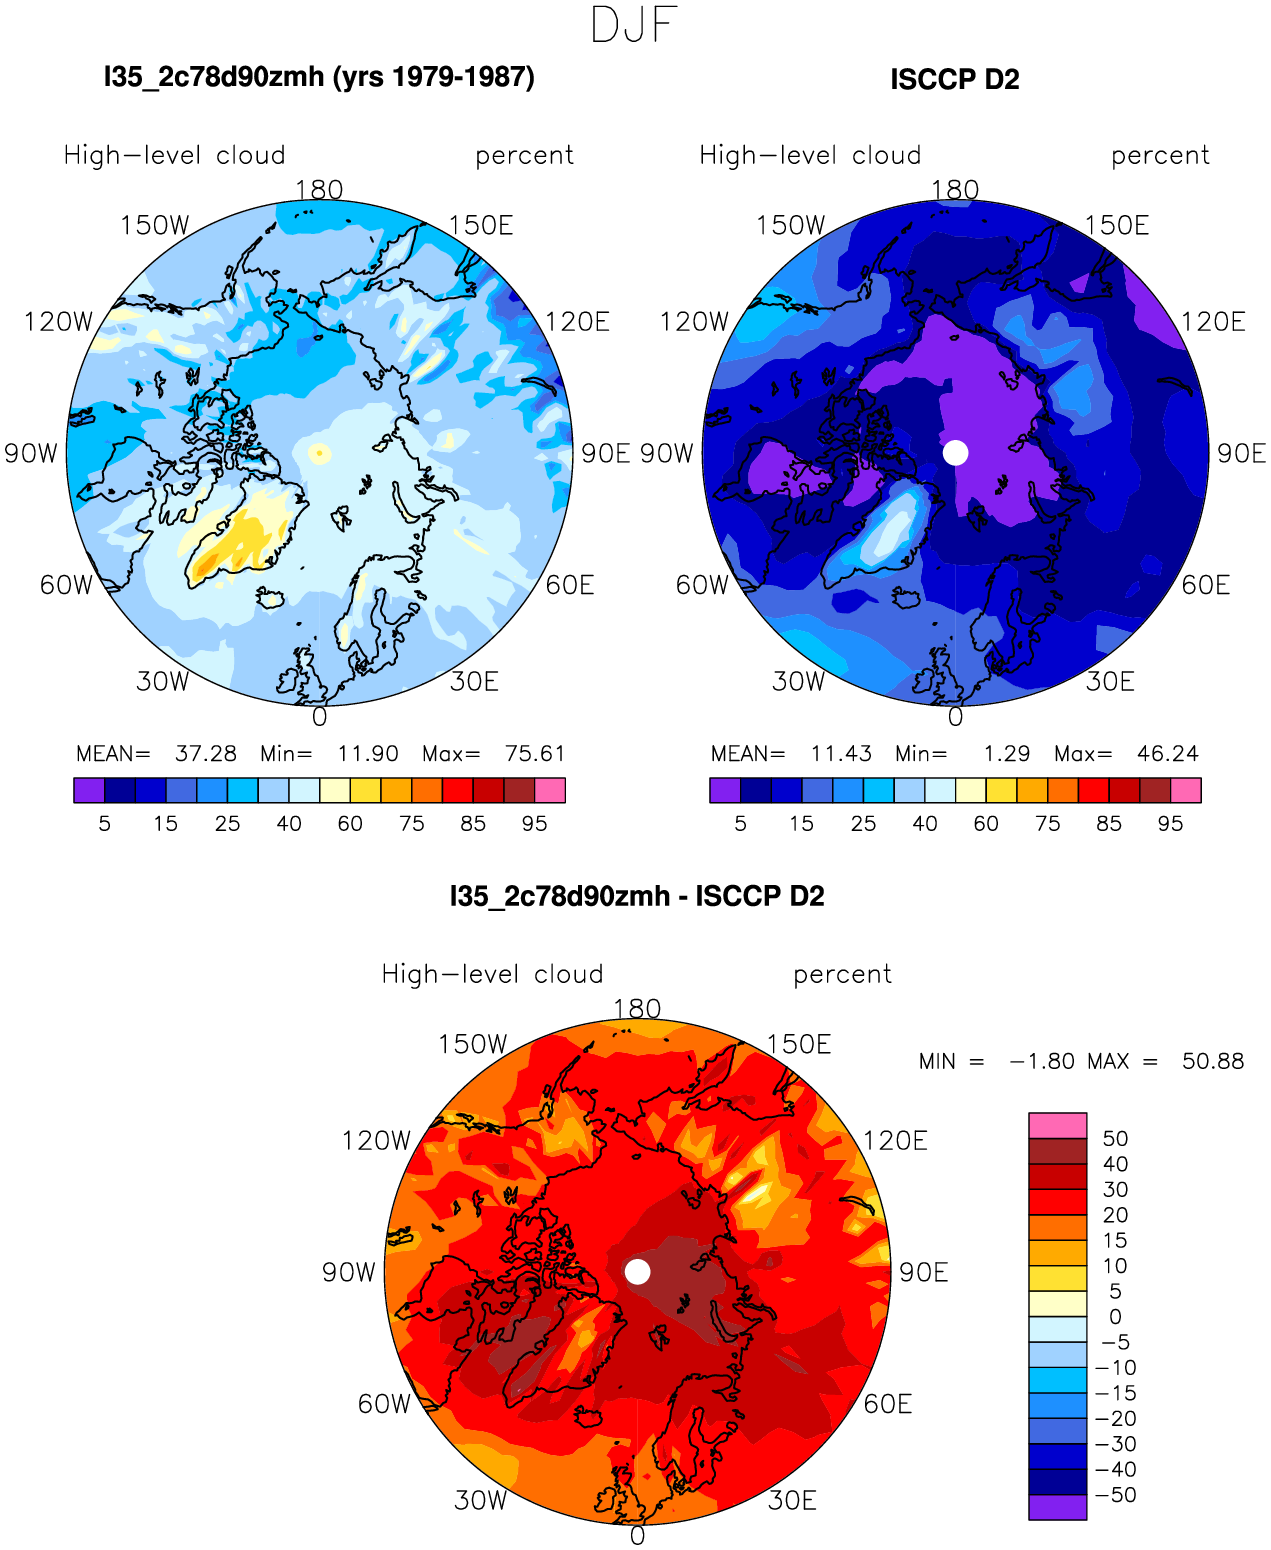 DJF
I35_2c78d90zmh (yrs 1979-1987)
High-level cloud percent
180
150W 150E
120W 120E
90W 90E
60W 60E
30W 30E
0
MEAN= 37.28 Min= 11.90 Max= 75.61
5 15 25 40 60 75 85 95
ISCCP D2
High-level cloud percent
180
150W 150E
120W 120E
90W 90E
60W 60E
30W 30E
0
MEAN= 11.43 Min= 1.29 Max= 46.24
5 15 25 40 60 75 85 95
I35_2c78d90zmh - ISCCP D2
High-level cloud percent
180
150W 150E
120W 120E
90W 90E
60W 60E
30W 30E
0
MIN = -1.80 MAX = 50.88
50
40
30
20
15
10
5
0
-5
-10
-15
-20
-30
-40
-50